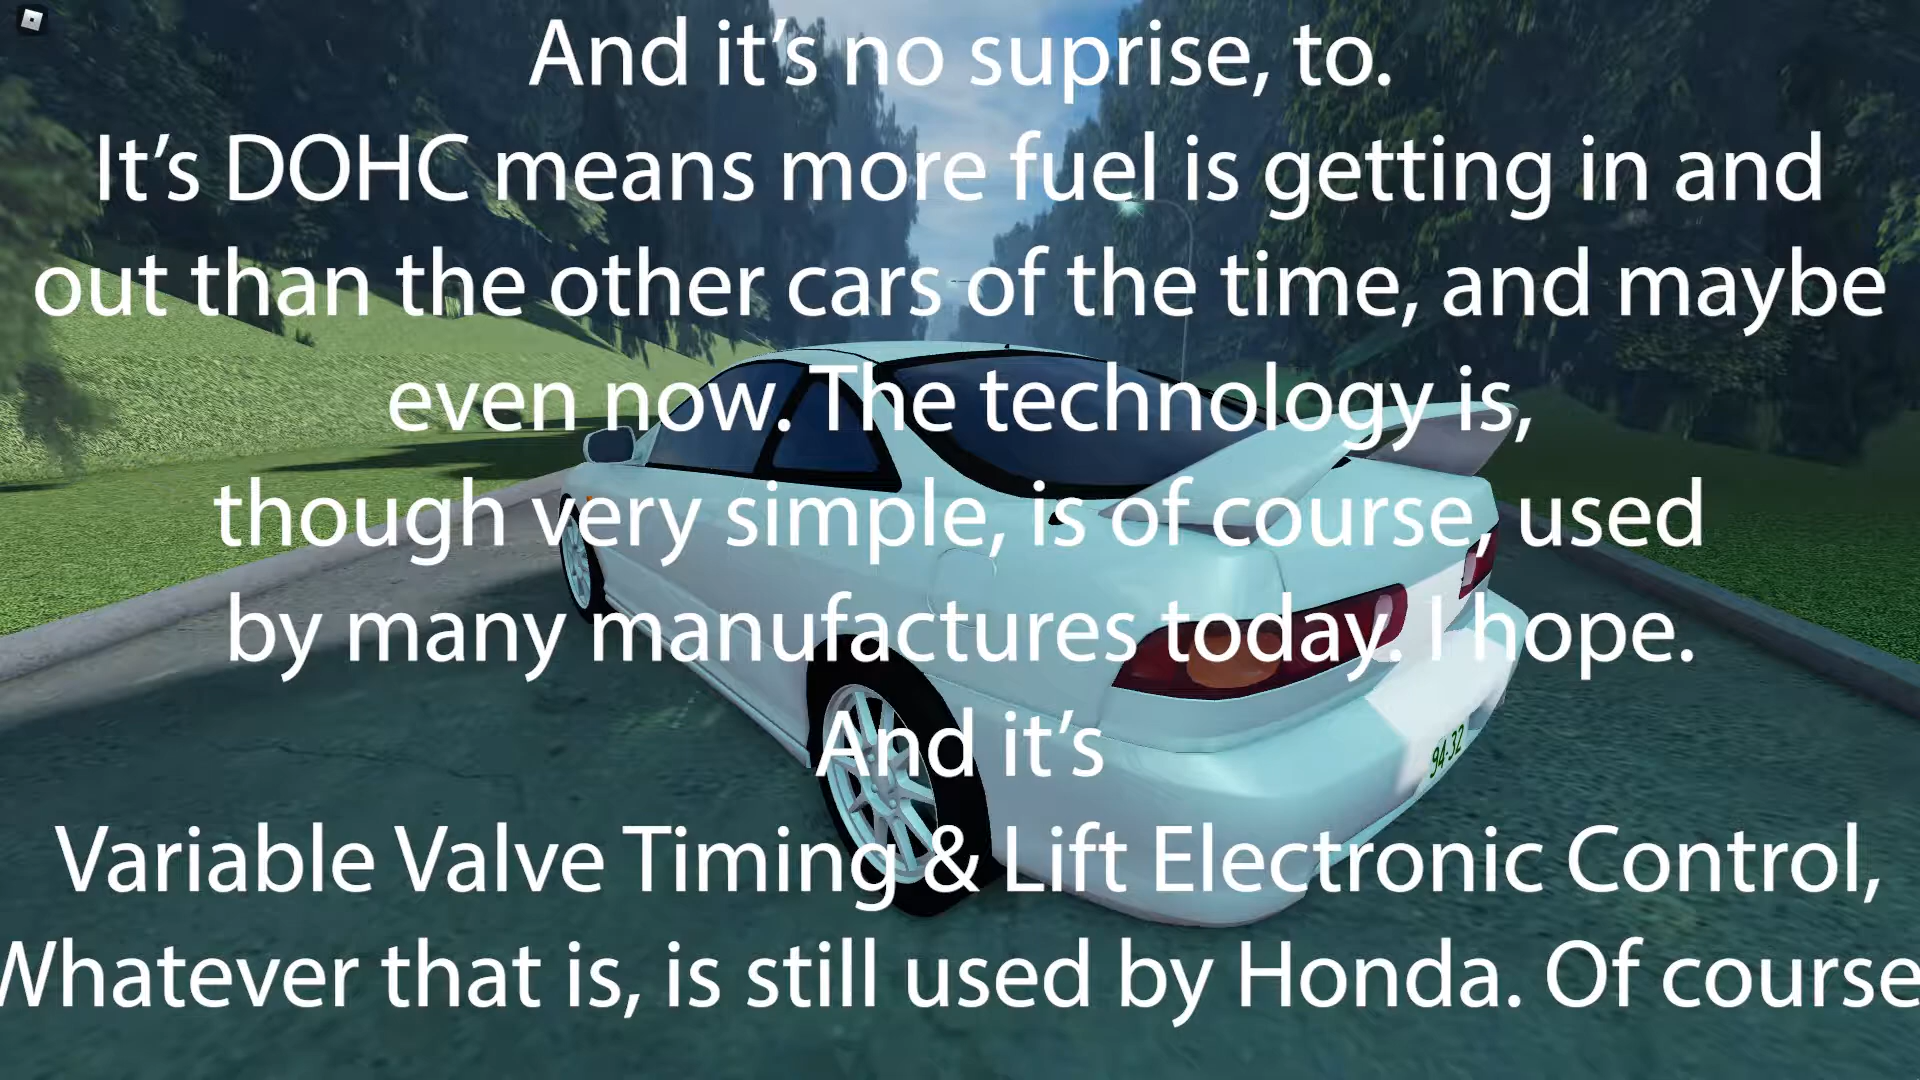 And it’s no suprise, to.
It’s DOHC means more fuel is getting in and
out than the other cars of the time, and maybe
even now. The technology is,
though very simple, is of course, used
by many manufactures today. I hope.
And it’s
Variable Valve Timing & Lift Electronic Control,
Whatever that is, is still used by Honda. Of course
94-32